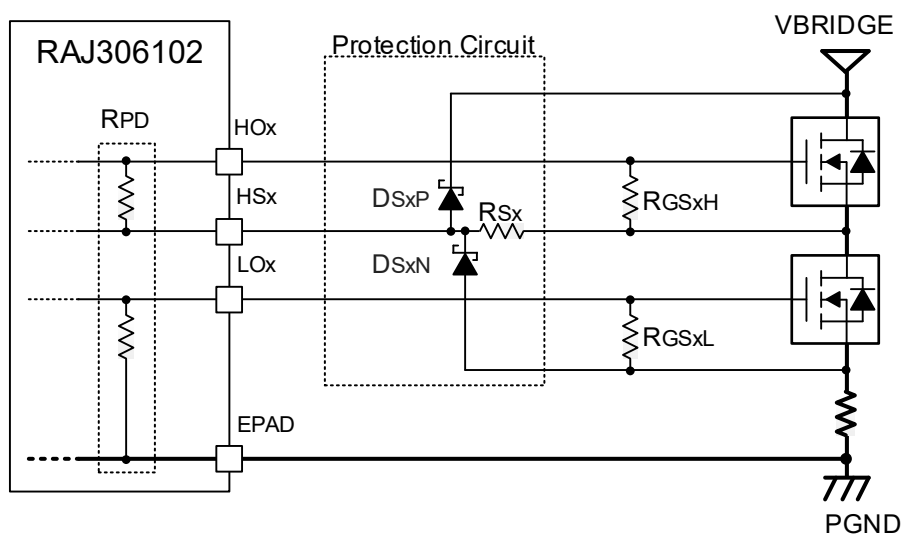 VBRIDGE
RAJ306102
Protection Circuit
RPD
HOx
HSx
DSxP
RSx
RGSxH
LOx
DSxN
RGSxL
EPAD
PGND